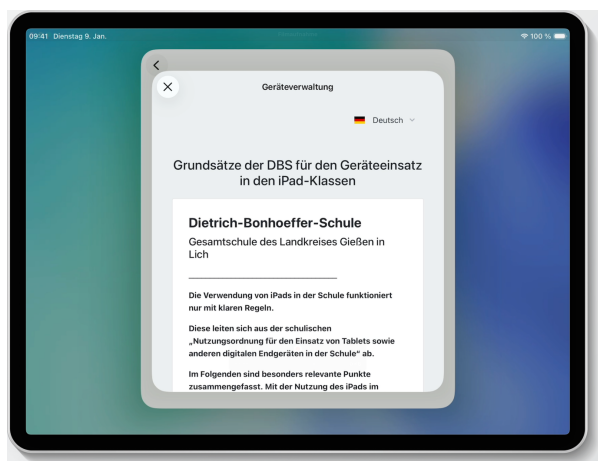 09:41 Dienstag 9. Jan.
100 %
Geräteverwaltung
Deutsch
Grundsätze der DBS für den Geräteeinsatz
in den iPad-Klassen
Dietrich-Bonhoeffer-Schule
Gesamtschule des Landkreises Gießen in
Lich
Die Verwendung von iPads in der Schule funktioniert
nur mit klaren Regeln.
Diese leiten sich aus der schulischen
„Nutzungsordnung für den Einsatz von Tablets sowie
anderen digitalen Endgeräten in der Schule“ ab.
Im Folgenden sind besonders relevante Punkte
zusammengefasst. Mit der Nutzung des iPads im